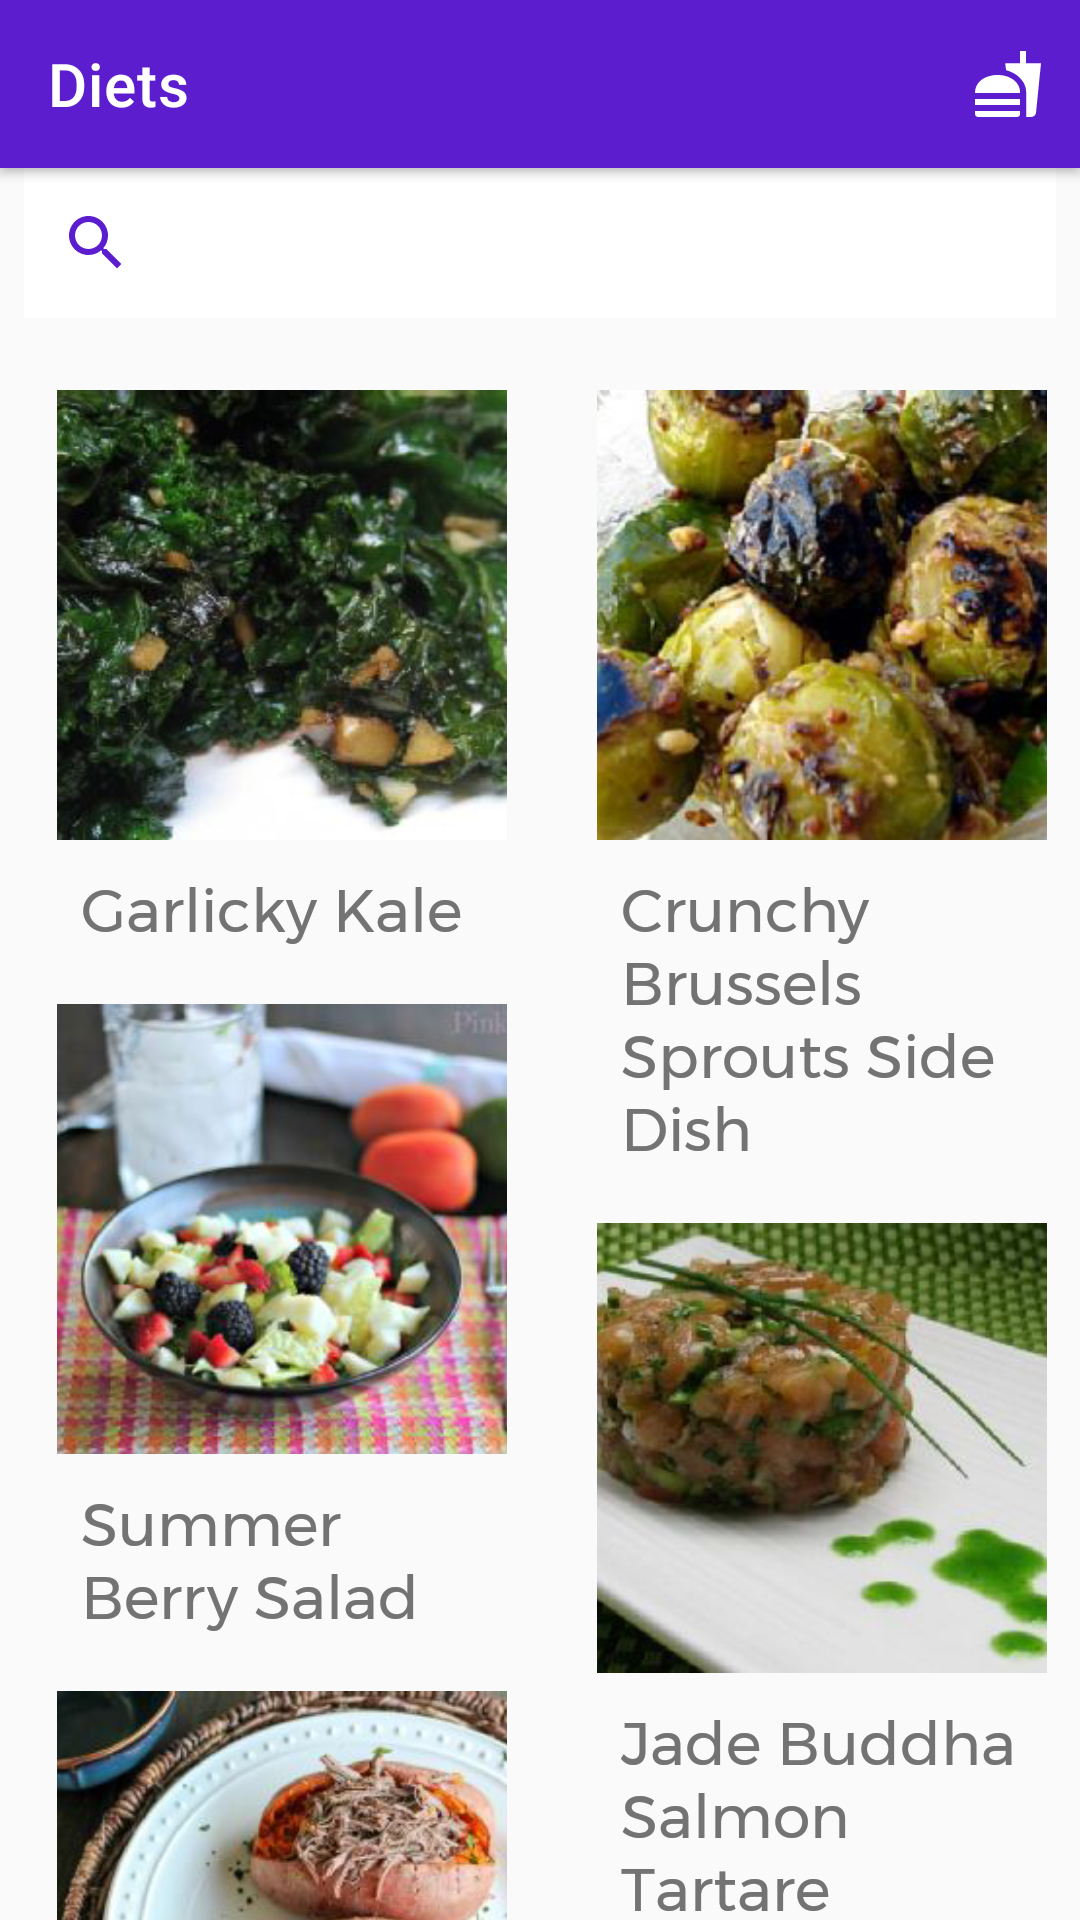 Diets
Garlicky Kale
Crunchy
Brussels
Sprouts Side
Dish
Pink
Summer
Berry Salad
Jade Buddha
Salmon
Tartare